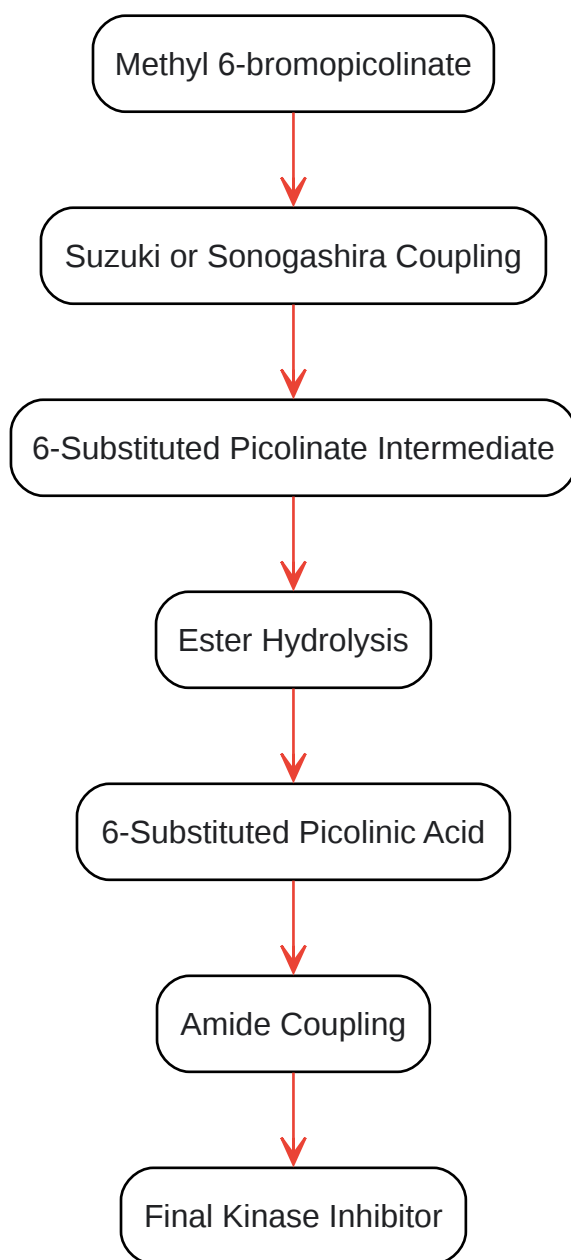 Methyl 6-bromopicolinate
Suzuki or Sonogashira Coupling
6-Substituted Picolinate Intermediate
Ester Hydrolysis
6-Substituted Picolinic Acid
Amide Coupling
Final Kinase Inhibitor